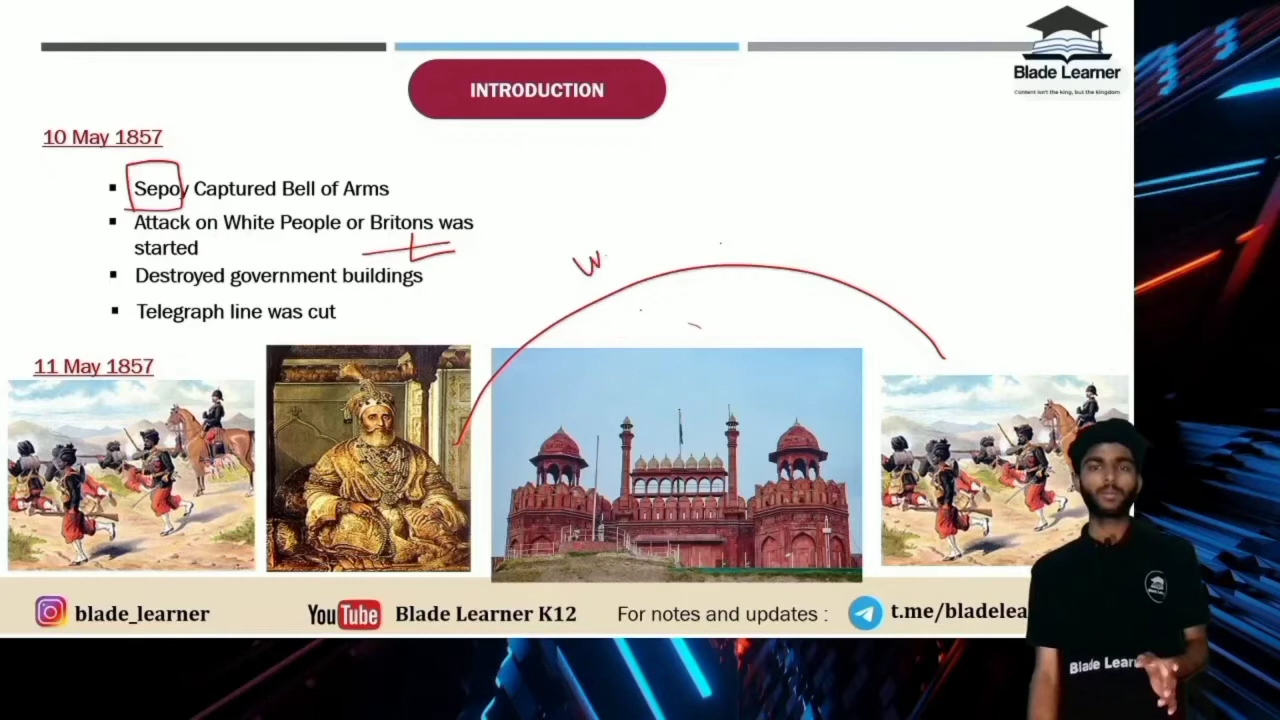 Blade Learner
Content isn't the king, but the kingdom
INTRODUCTION
10 May 1857
▪ Sepoy Captured Bell of Arms
▪ Attack on White People or Britons was
started
▪ Destroyed government buildings
▪ Telegraph line was cut
W
11 May 1857
blade_learner
YouTube Blade Learner K12
For notes and updates :
t.me/bladelea
Blade Lear